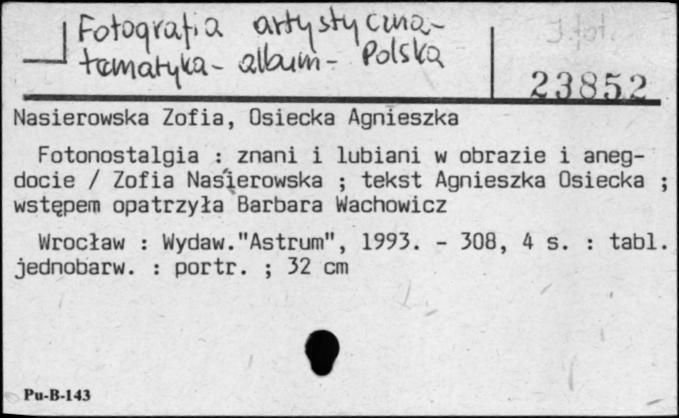 Fotografia artystyczna-
tematyka- album- Polska
23852
Nasierowska Zofia, Osiecka Agnieszka
Fotonostalgia : znani i lubiani w obrazie i aneg-
docie / Zofia Nasierowska ; tekst Agnieszka Osiecka ;
wstępem opatrzyła Barbara Wachowicz
Wrocław : Wydaw."Astrum", 1993. - 308, 4 s. : tabl.
jednobarw. : portr. ; 32 cm
Pu-B-143